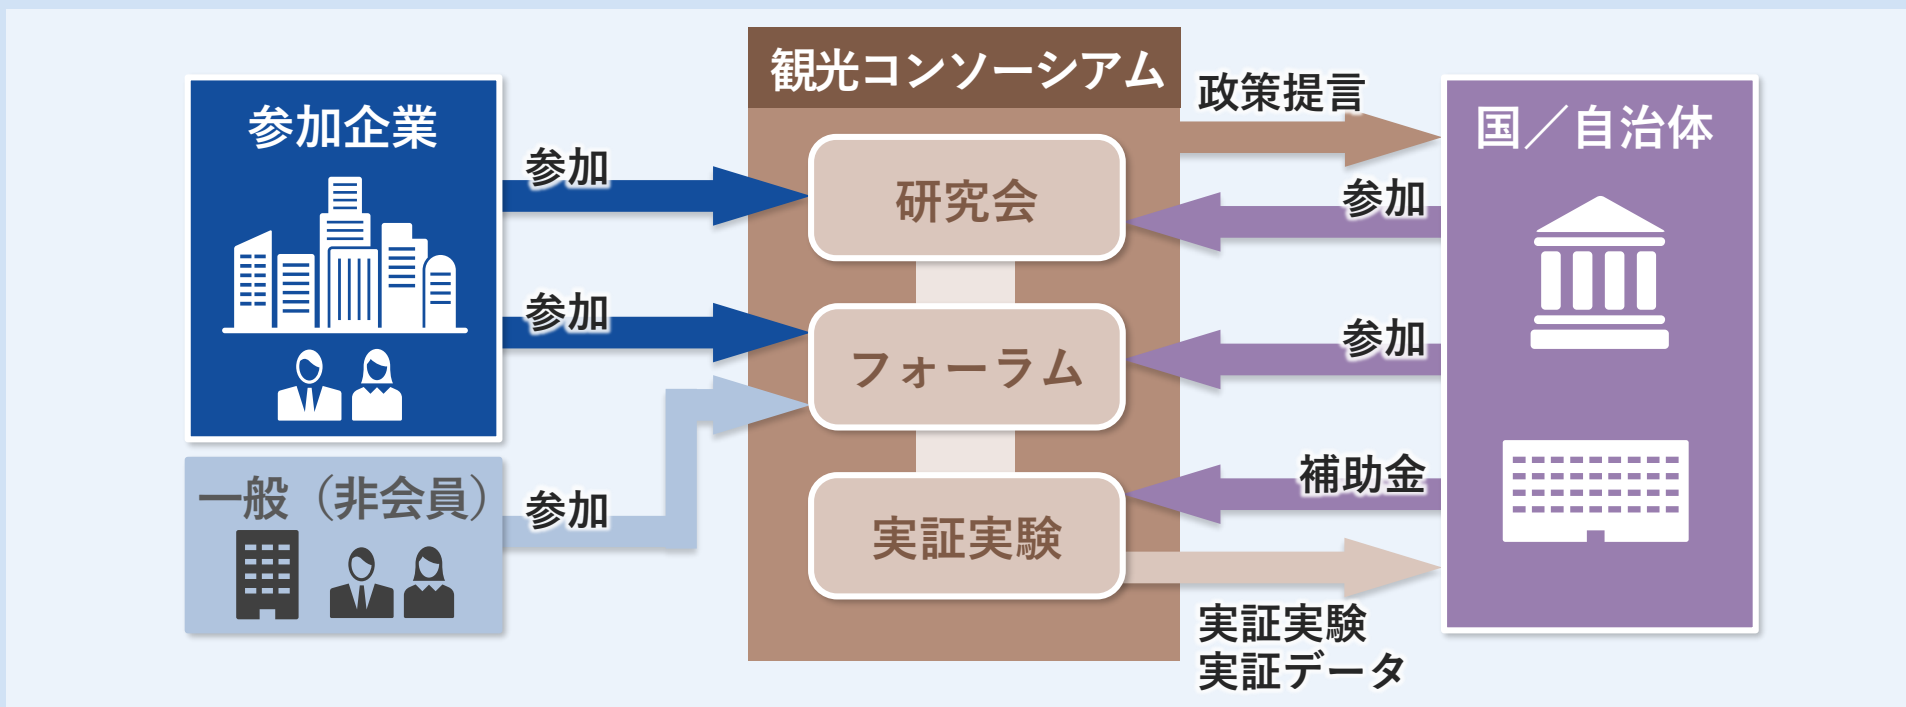 観光コンソーシアム
参加企業
参加
参加
一般（非会員）
参加
研究会
フォーラム
実証実験
政策提言
参加
参加
補助金
実証実験
実証データ
国／自治体